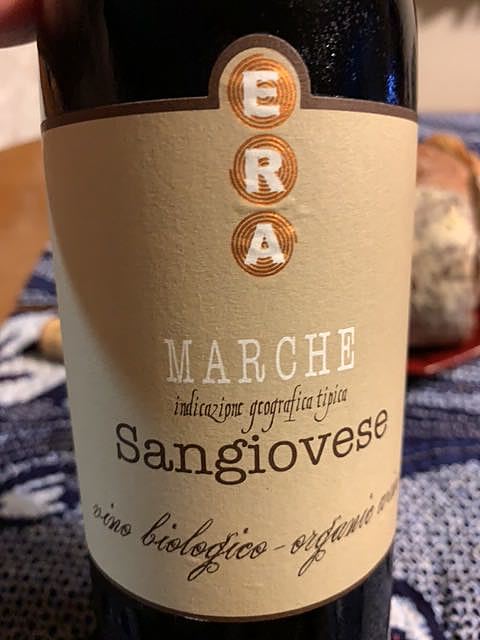 E
R
A
MARCHE
indicazione geografica tipica
Sangiovese
vino biologico - organic